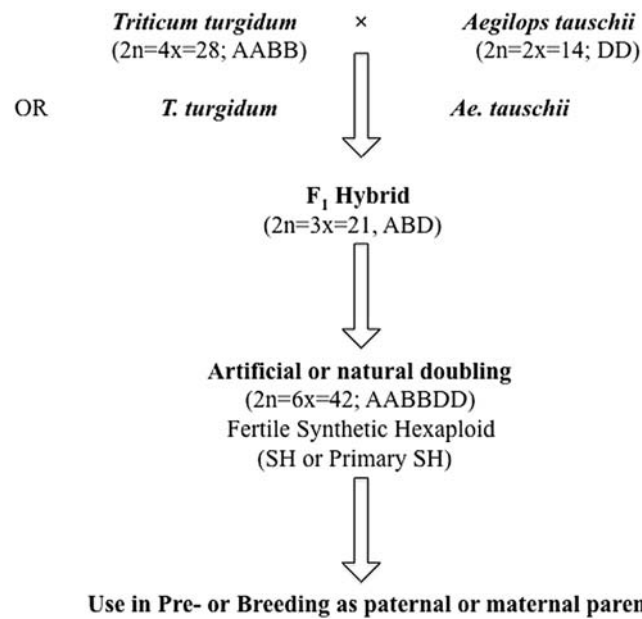 Triticum turgidum × Aegilops tauschii
(2n=4x=28; AABB) (2n=2x=14; DD)
OR T. turgidum Ae. tauschii
F₁ Hybrid
(2n=3x=21, ABD)
Artificial or natural doubling
(2n=6x=42; AABBDD)
Fertile Synthetic Hexaploid
(SH or Primary SH)
Use in Pre- or Breeding as paternal or maternal paren